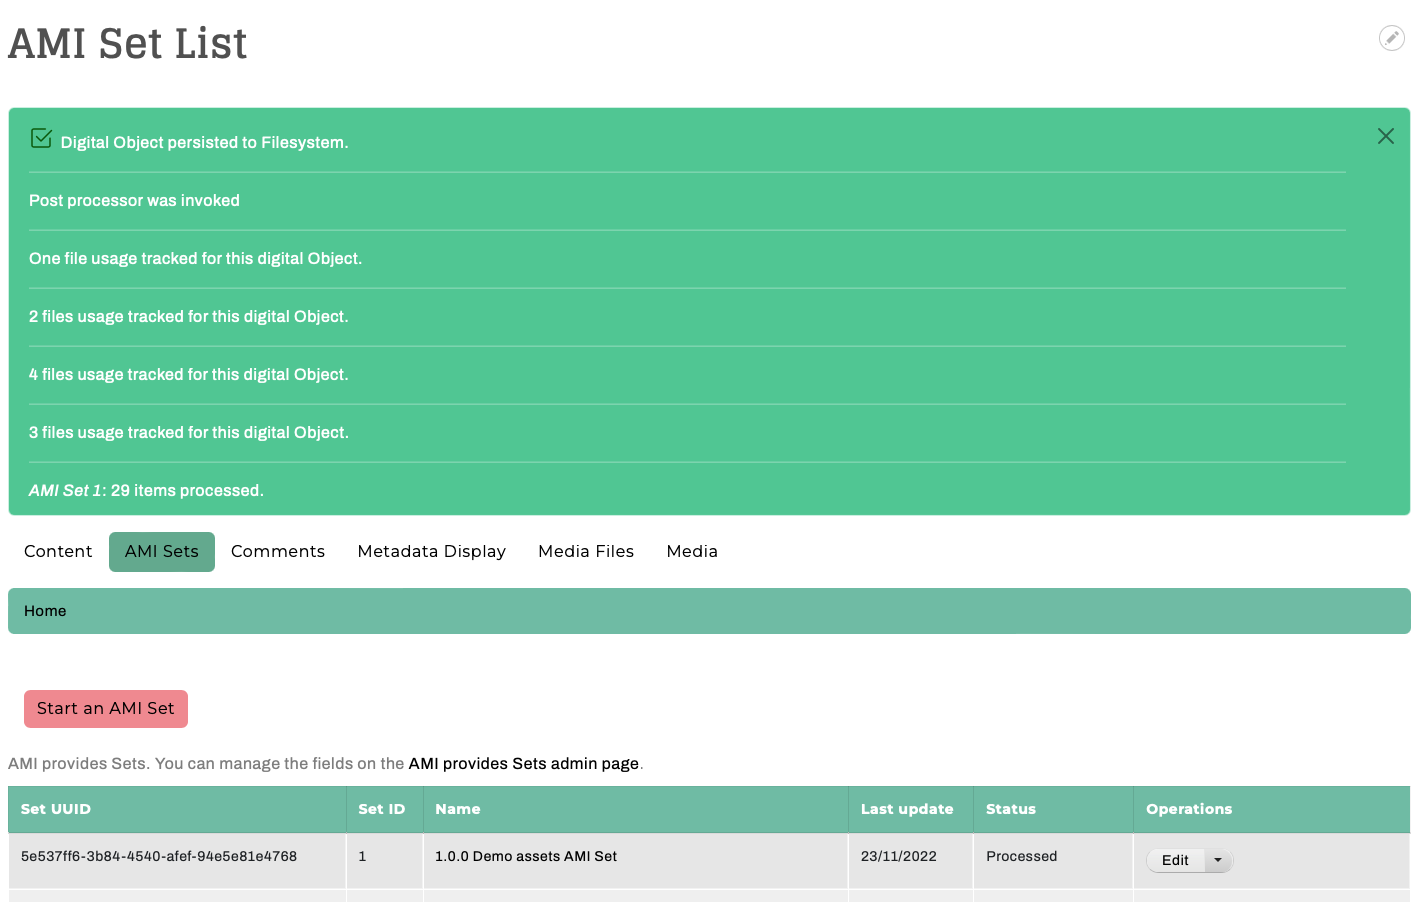 AMI Set List
Digital Object persisted to Filesystem.
Post processor was invoked
One file usage tracked for this digital Object.
2 files usage tracked for this digital Object.
4 files usage tracked for this digital Object.
3 files usage tracked for this digital Object.
AMI Set 1: 29 items processed.
Content AMI Sets Comments Metadata Display Media Files Media
Home
Start an AMI Set
AMI provides Sets. You can manage the fields on the AMI provides Sets admin page.
Set UUID Set ID Name Last update Status Operations
5e537ff6-3b84-4540-afef-94e5e81e4768 1 1.0.0 Demo assets AMI Set 23/11/2022 Processed Edit